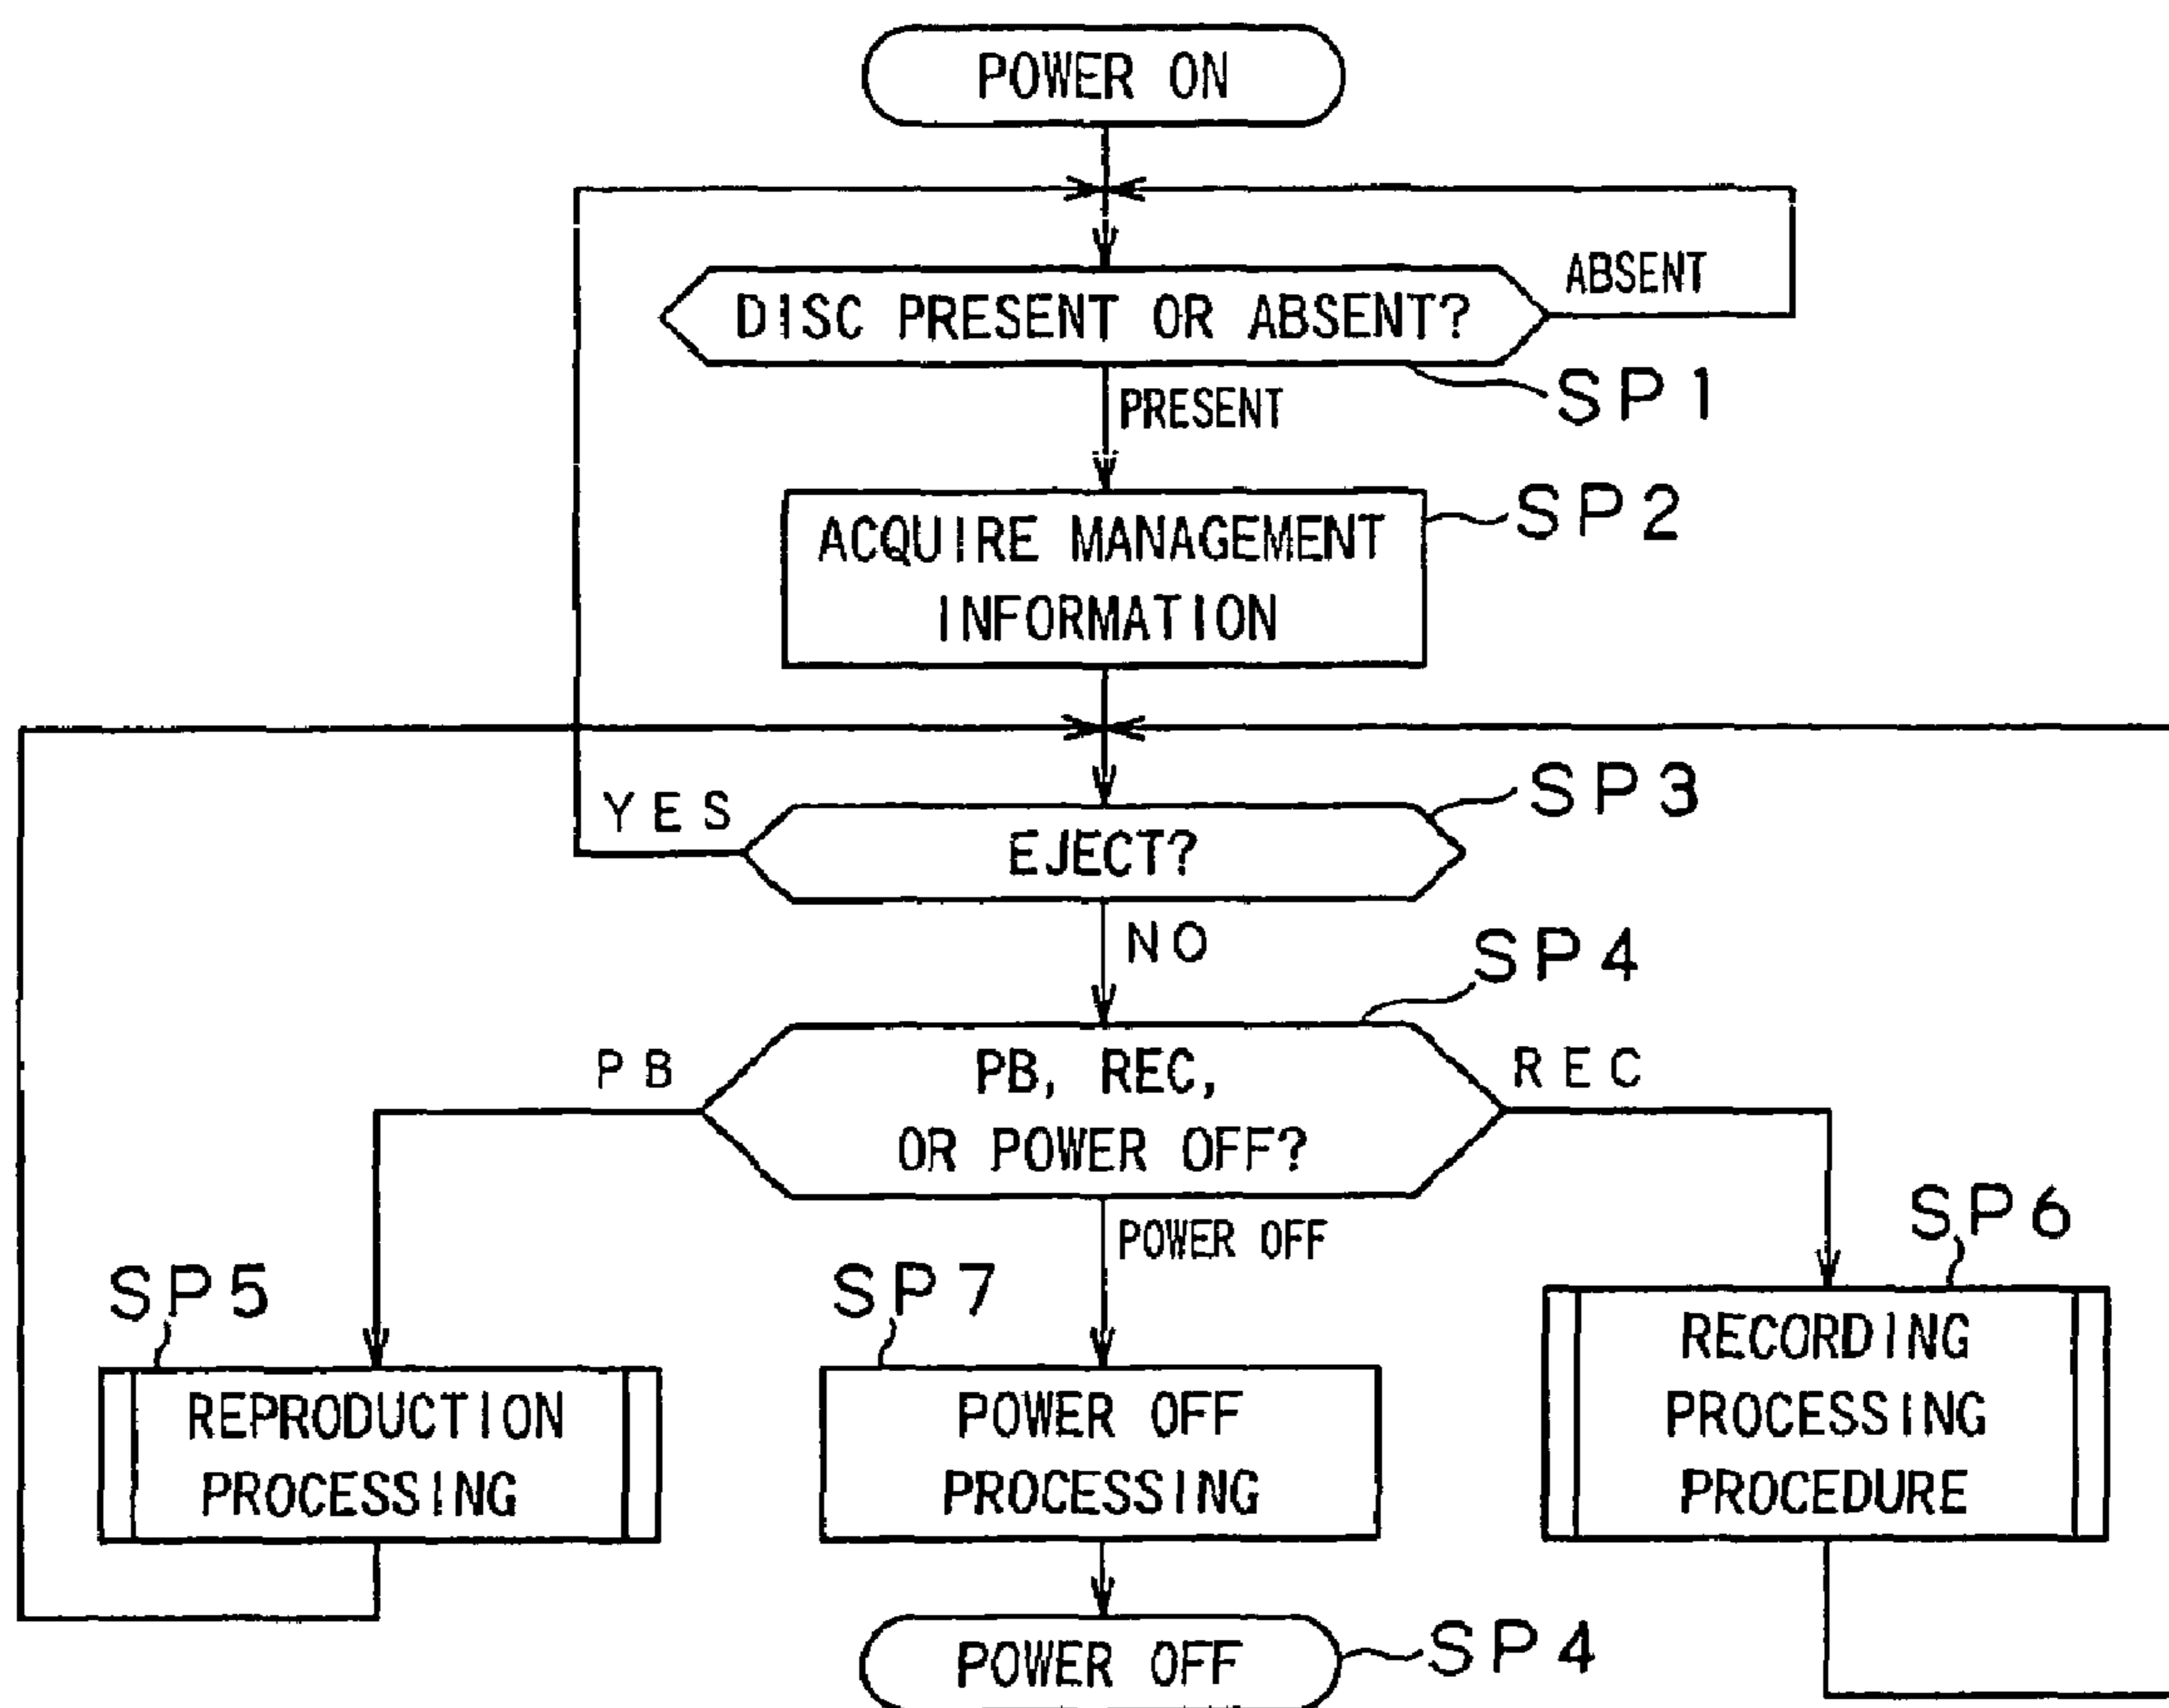 POWER ON
ABSENT
DISC PRESENT OR ABSENT?
SP1
PRESENT
SP2
ACQUIRE MANAGEMENT
INFORMATION
SP3
YES
EJECT?
NO
SP4
PB
PB, REC,
OR POWER OFF?
REC
POWER OFF
SP5
SP7
SP6
REPRODUCTION
PROCESSING
POWER OFF
PROCESSING
RECORDING
PROCESSING
PROCEDURE
POWER OFF
SP4